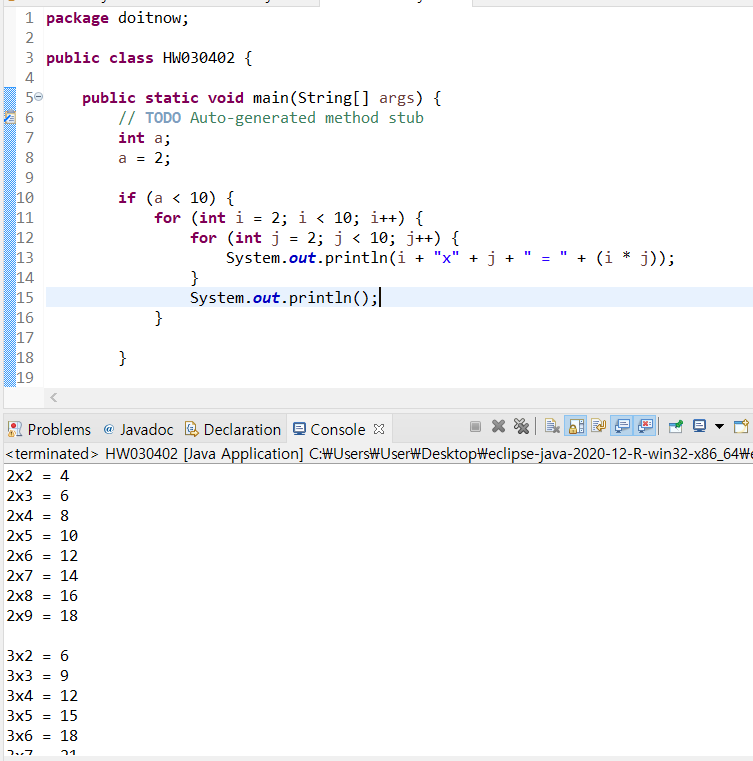 1 package doitnow;
2
3 public class HW030402 {
4
5 public static void main(String[] args) {
6 // TODO Auto-generated method stub
7 int a;
8 a = 2;
9
10 if (a < 10) {
11 for (int i = 2; i < 10; i++) {
12 for (int j = 2; j < 10; j++) {
13 System.out.println(i + "x" + j + " = " + (i * j));
14 }
15 System.out.println();
16 }
17
18 }
19
Problems @ Javadoc Declaration Console
<terminated> HW030402 [Java Application] C:₩Users₩User₩Desktop₩eclipse-java-2020-12-R-win32-x86_64₩e
2x2 = 4
2x3 = 6
2x4 = 8
2x5 = 10
2x6 = 12
2x7 = 14
2x8 = 16
2x9 = 18

3x2 = 6
3x3 = 9
3x4 = 12
3x5 = 15
3x6 = 18
3x7 = 21